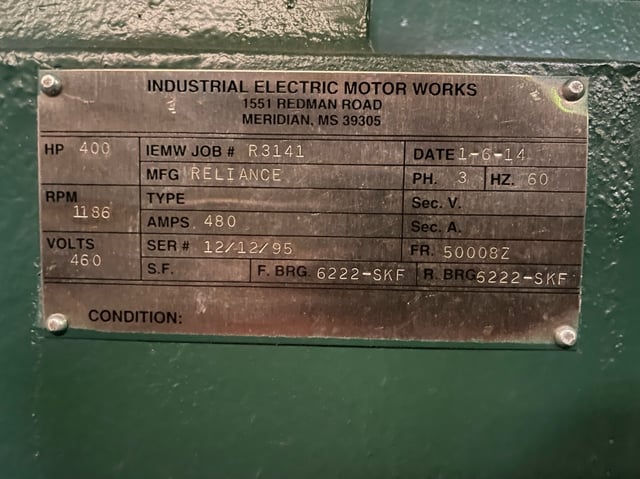 INDUSTRIAL ELECTRIC MOTOR WORKS
1551 REDMAN ROAD
MERIDIAN, MS 39305
HP 400
IEMW JOB # R3141
DATE 1-6-14
MFG RELIANCE
PH. 3
HZ. 60
RPM 1186
TYPE
Sec. V.
AMPS 480
Sec. A.
VOLTS 460
SER # 12/12/95
FR. 50008Z
S.F.
F. BRG. 6222-SKF
R. BRG 6222-SKF
CONDITION: